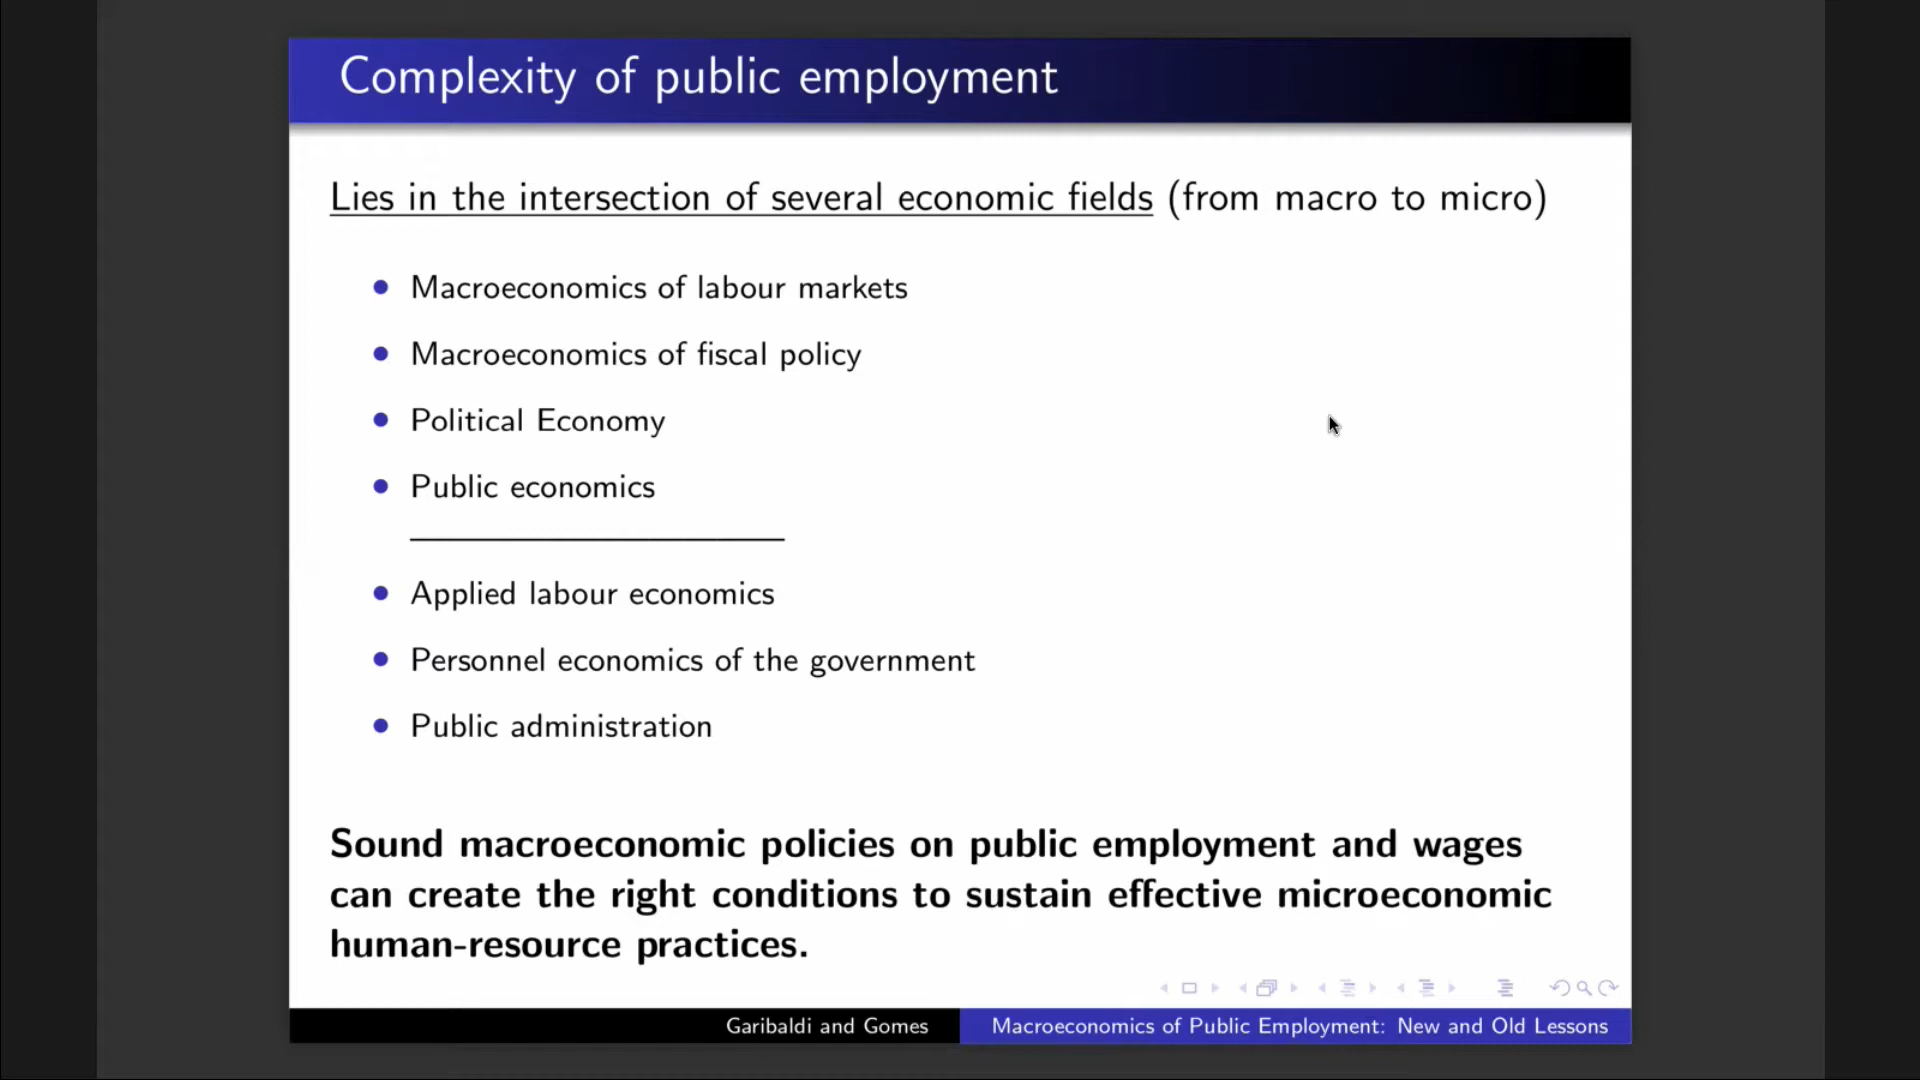 Complexity of public employment
Lies in the intersection of several economic fields (from macro to micro)
Macroeconomics of labour markets
Macroeconomics of fiscal policy
Political Economy
Public economics
Applied labour economics
Personnel economics of the government
Public administration
Sound macroeconomic policies on public employment and wages
can create the right conditions to sustain effective microeconomic
human-resource practices.
Garibaldi and Gomes
Macroeconomics of Public Employment: New and Old Lessons